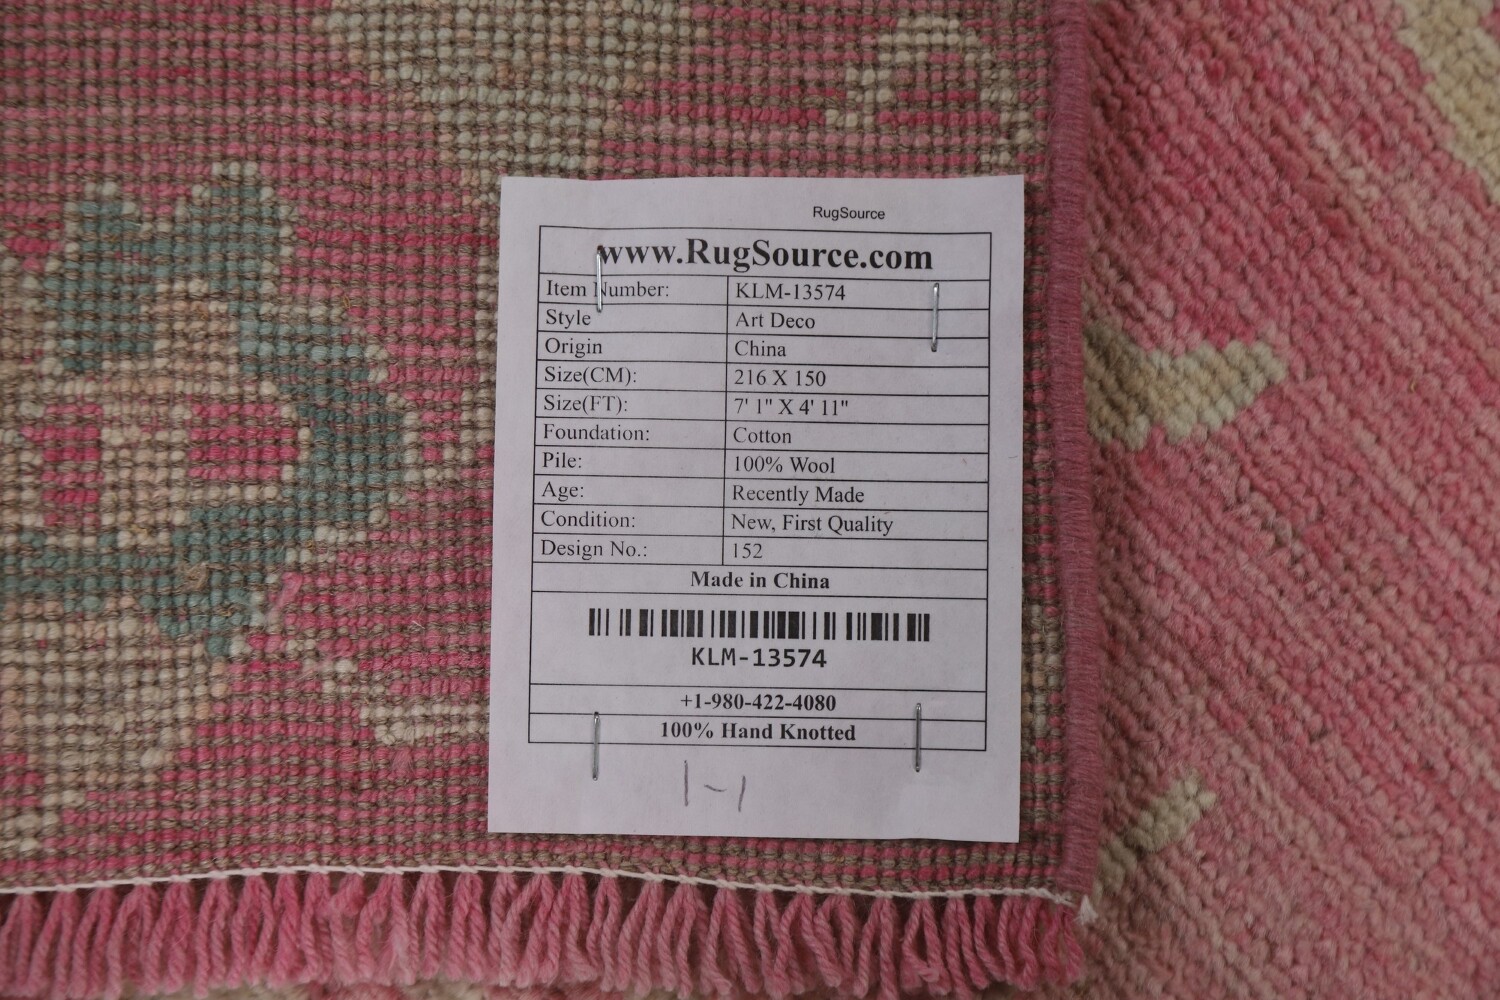 RugSource
www.RugSource.com
Item Number: KLM-13574
Style Art Deco
Origin China
Size(CM): 216 X 150
Size(FT): 7' 1" X 4' 11"
Foundation: Cotton
Pile: 100% Wool
Age: Recently Made
Condition: New, First Quality
Design No.: 152
Made in China
KLM-13574
+1-980-422-4080
100% Hand Knotted
1-1